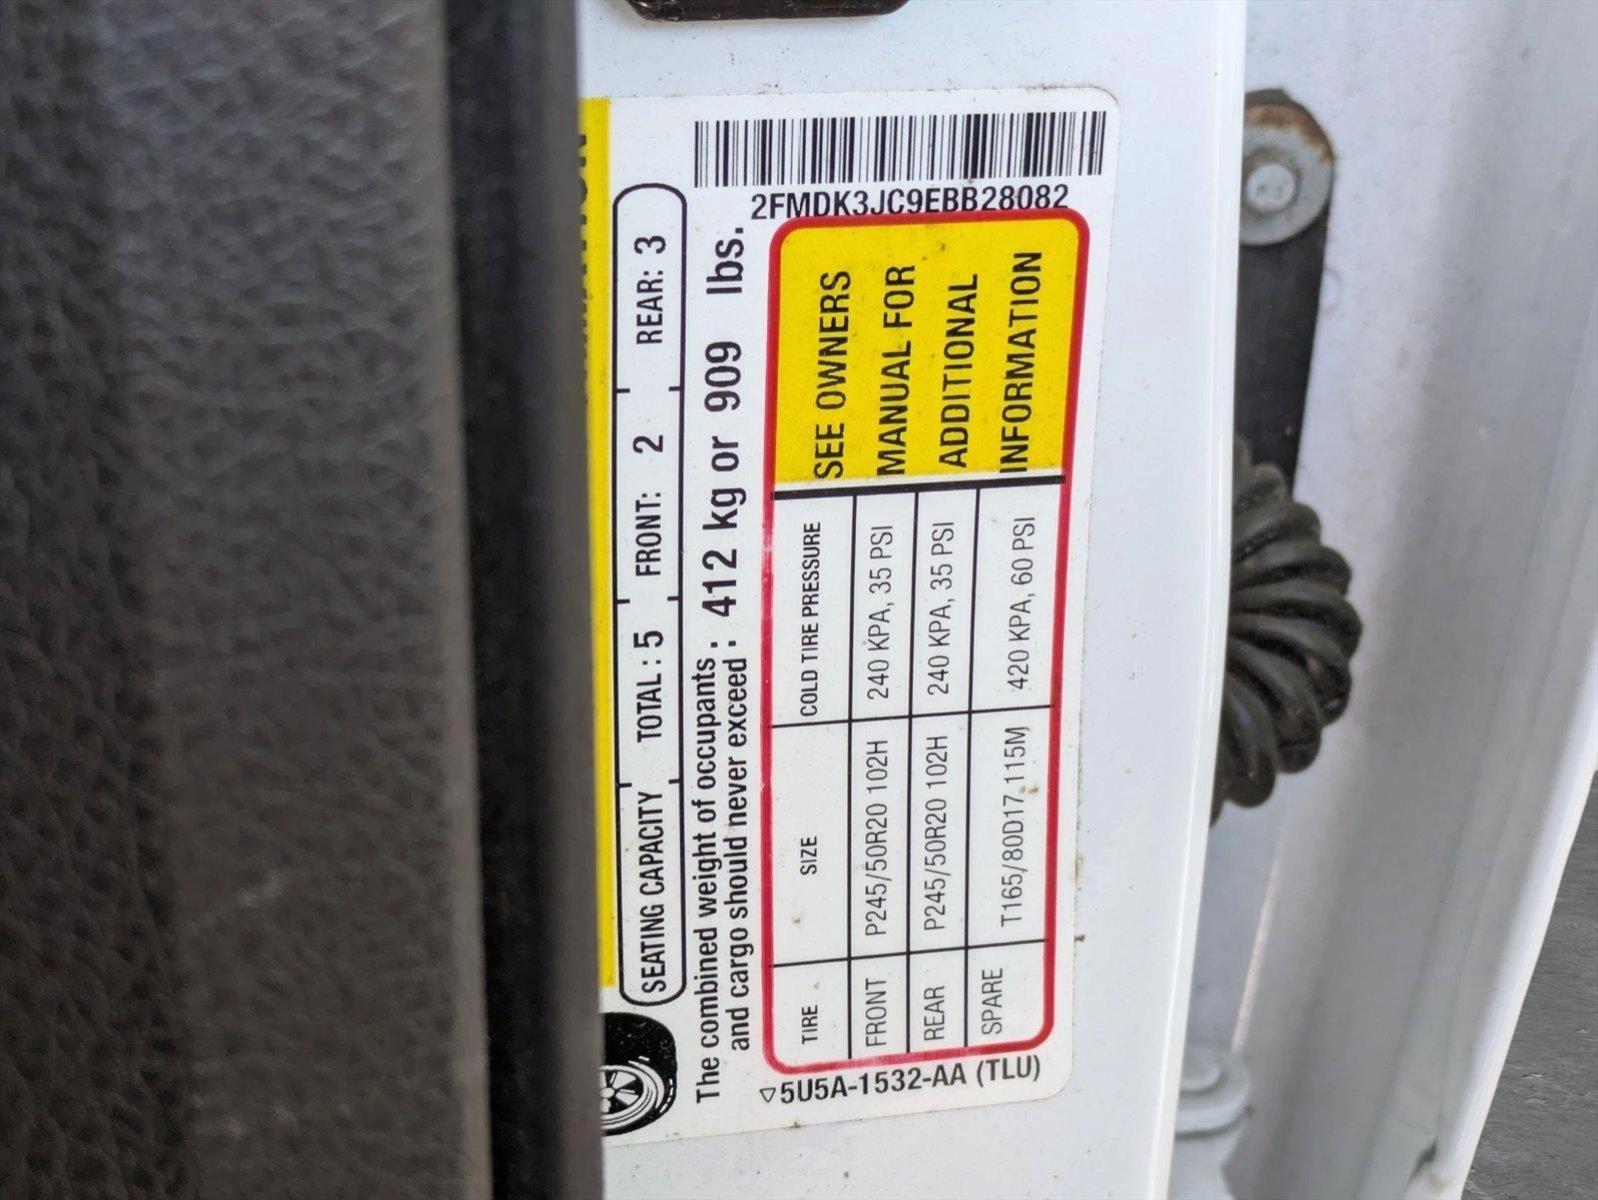 SEATING CAPACITY TOTAL : 5 FRONT: 2 REAR: 3
The combined weight of occupants
and cargo should never exceed : 412 kg or 909 lbs.
2FMDK3JC9EBB28082
TIRE SIZE COLD TIRE PRESSURE
FRONT P245/50R20 102H 240 KPA, 35 PSI
REAR P245/50R20 102H 240 KPA, 35 PSI
SPARE T165/80D17 115M 420 KPA, 60 PSI
SEE OWNERS
MANUAL FOR
ADDITIONAL
INFORMATION
5U5A-1532-AA (TLU)